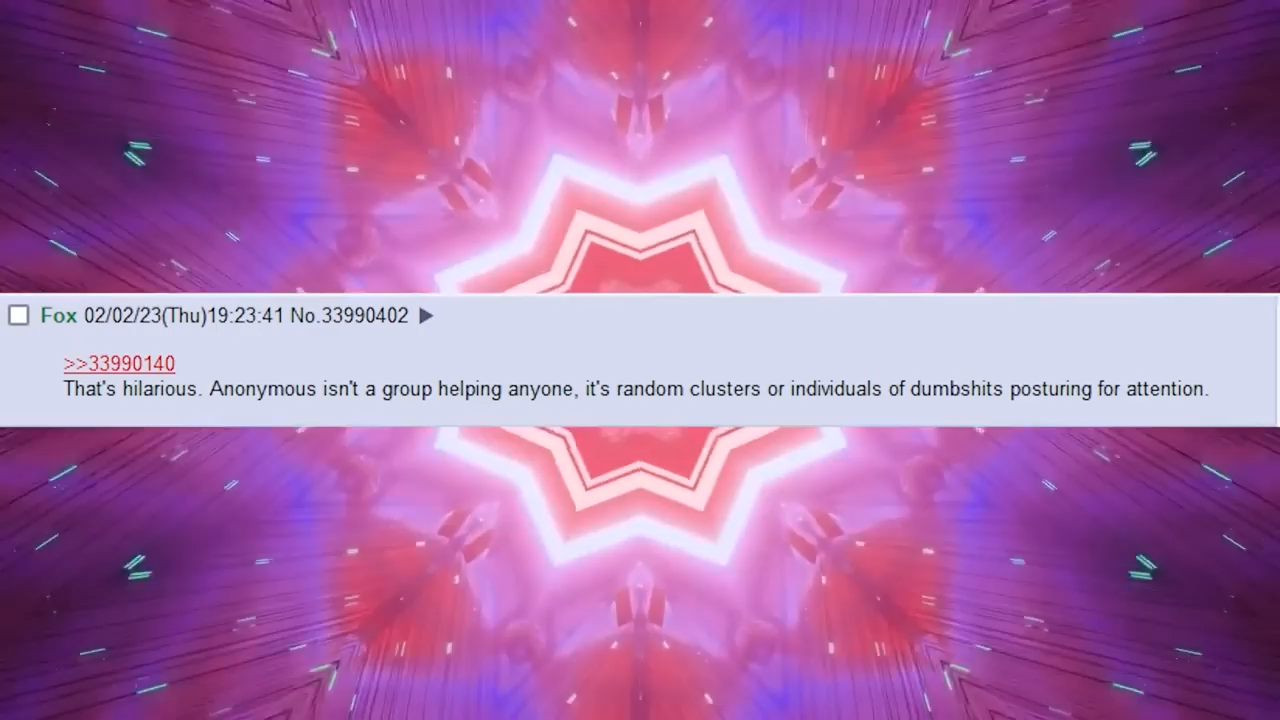 Fox 02/02/23(Thu)19:23:41 No.33990402
>>33990140
That's hilarious. Anonymous isn't a group helping anyone, it's random clusters or individuals of dumbshits posturing for attention.